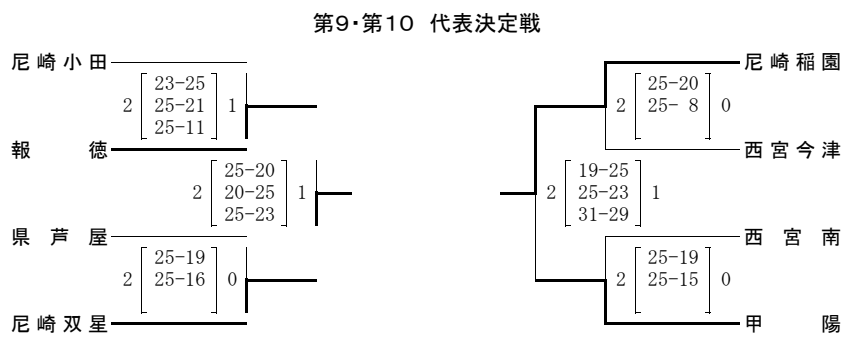 第9・第10 代表決定戦
尼崎小田
23-25
2 25-21 1
25-11
報徳
25-20
2 20-25 1
25-23
県芦屋
25-19
2 25-16 0
尼崎双星
尼崎稲園
25-20
2 25- 8 0
西宮今津
19-25
2 25-23 1
31-29
西宮南
25-19
2 25-15 0
甲陽